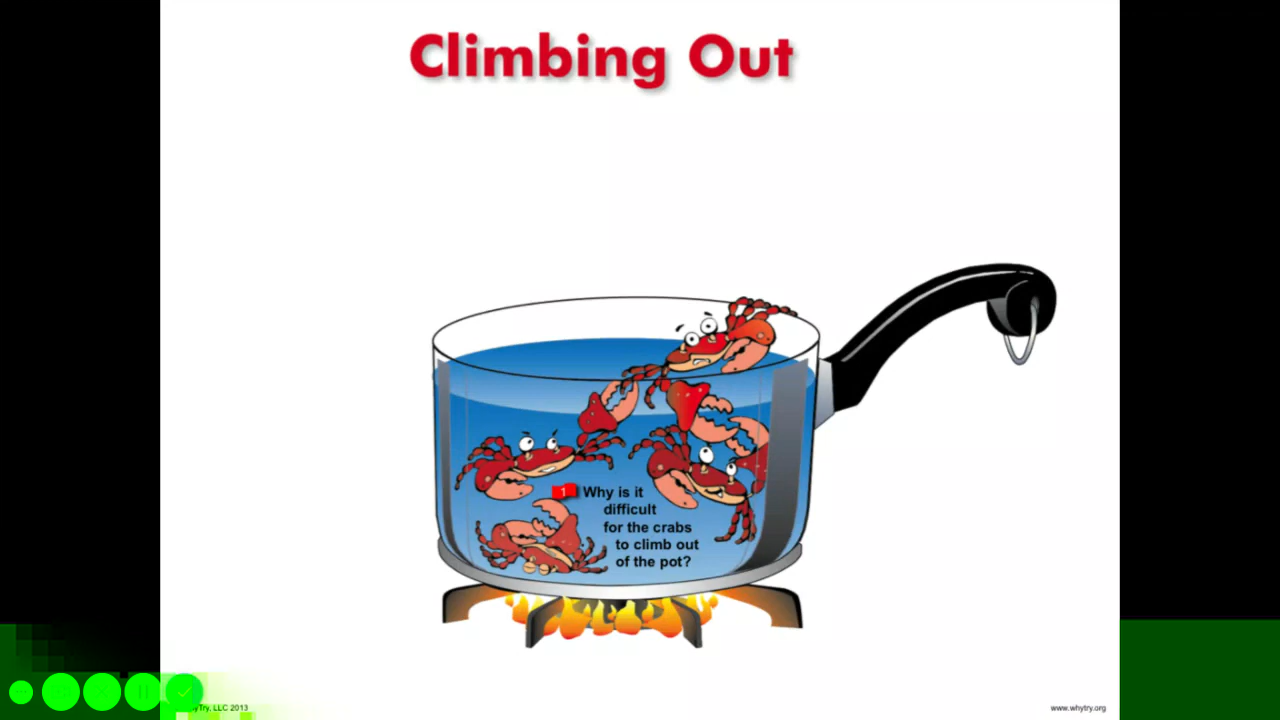 Climbing Out
1 Why is it
difficult
for the crabs
to climb out
of the pot?
LLC 2013
www.whytry.org